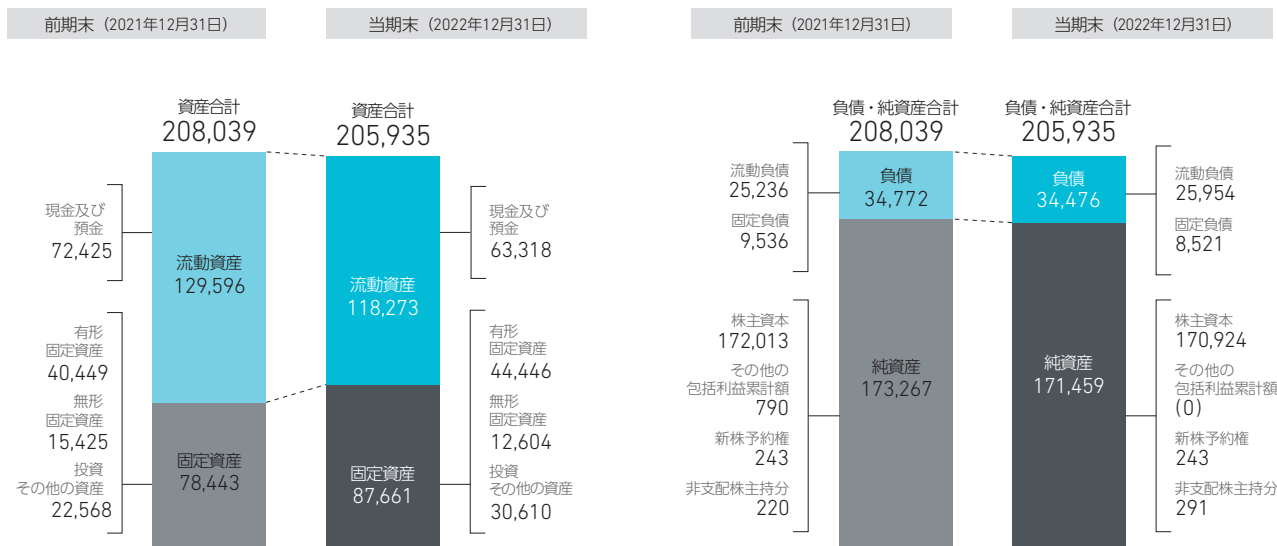 前期末（2021年12月31日）
当期末（2022年12月31日）
資産合計
208,039
資産合計
205,935
現金及び
預金
72,425
流動資産
129,596
有形
固定資産
40,449
無形
固定資産
15,425
投資
その他の資産
22,568
固定資産
78,443
流動資産
118,273
固定資産
87,661
現金及び
預金
63,318
有形
固定資産
44,446
無形
固定資産
12,604
投資
その他の資産
30,610
前期末（2021年12月31日）
当期末（2022年12月31日）
負債・純資産合計
208,039
負債・純資産合計
205,935
流動負債
25,236
固定負債
9,536
負債
34,772
株主資本
172,013
その他の
包括利益累計額
790
新株予約権
243
非支配株主持分
220
純資産
173,267
負債
34,476
純資産
171,459
流動負債
25,954
固定負債
8,521
株主資本
170,924
その他の
包括利益累計額
(0)
新株予約権
243
非支配株主持分
291